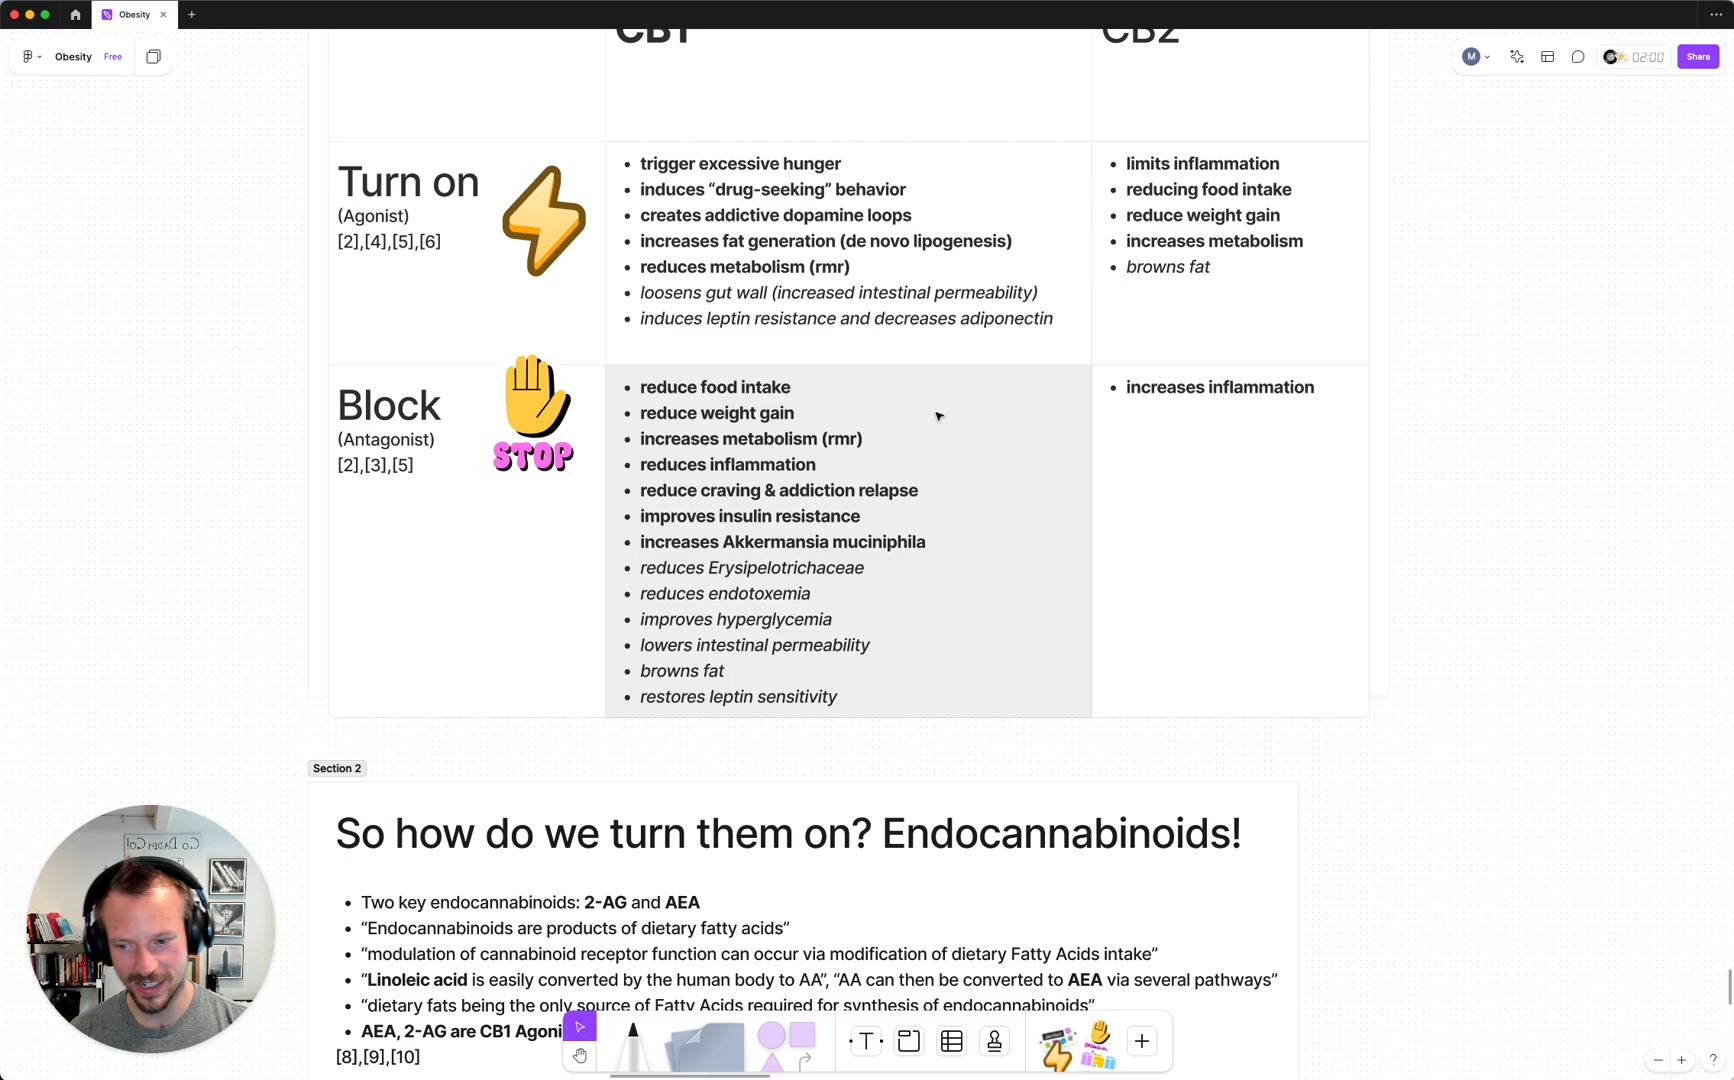 Obesity
Obesity
Free
M
02:00
Share
CB1
CB2
Turn on
(Agonist)
[2],[4],[5],[6]
trigger excessive hunger
induces “drug-seeking” behavior
creates addictive dopamine loops
increases fat generation (de novo lipogenesis)
reduces metabolism (rmr)
loosens gut wall (increased intestinal permeability)
induces leptin resistance and decreases adiponectin
limits inflammation
reducing food intake
reduce weight gain
increases metabolism
browns fat
Block
(Antagonist)
[2],[3],[5]
STOP
reduce food intake
reduce weight gain
increases metabolism (rmr)
reduces inflammation
reduce craving & addiction relapse
improves insulin resistance
increases Akkermansia muciniphila
reduces Erysipelotrichaceae
reduces endotoxemia
improves hyperglycemia
lowers intestinal permeability
browns fat
restores leptin sensitivity
increases inflammation
Section 2
So how do we turn them on? Endocannabinoids!
Two key endocannabinoids: 2-AG and AEA
“Endocannabinoids are products of dietary fatty acids”
“modulation of cannabinoid receptor function can occur via modification of dietary Fatty Acids intake”
“Linoleic acid is easily converted by the human body to AA”, “AA can then be converted to AEA via several pathways”
“dietary fats being the only source of Fatty Acids required for synthesis of endocannabinoids”
AEA, 2-AG are CB1 Agoni
[8],[9],[10]
T
?